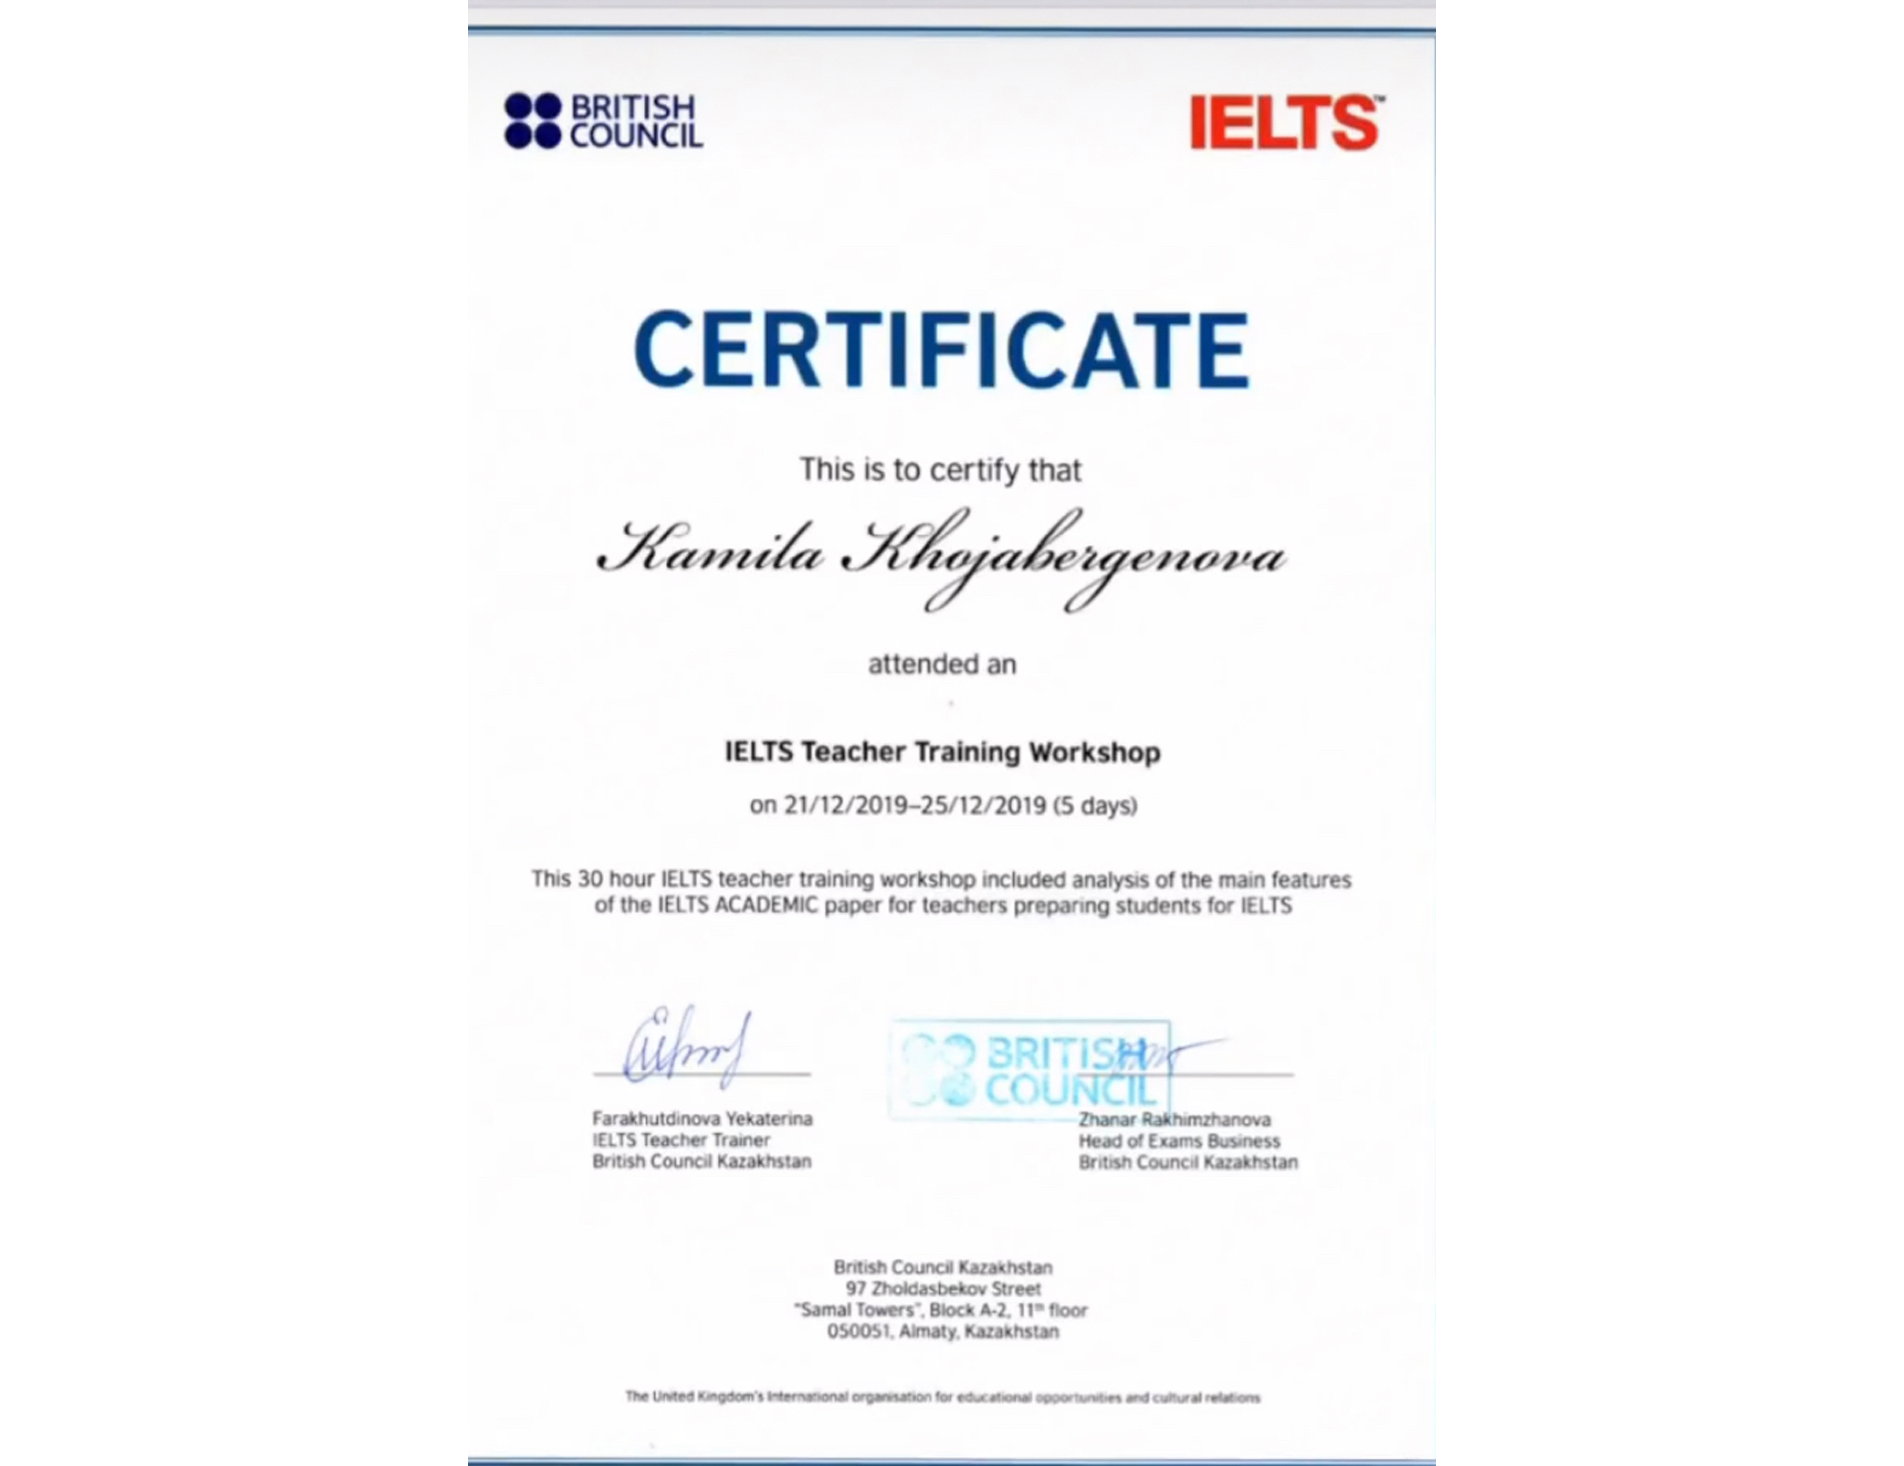 BRITISH
COUNCIL
IELTS™
CERTIFICATE
This is to certify that
Kamila Khojabergenova
attended an
IELTS Teacher Training Workshop
on 21/12/2019–25/12/2019 (5 days)
This 30 hour IELTS teacher training workshop included analysis of the main features
of the IELTS ACADEMIC paper for teachers preparing students for IELTS
BRITISH
COUNCIL
Farakhutdinova Yekaterina
IELTS Teacher Trainer
British Council Kazakhstan
Zhanar Rakhimzhanova
Head of Exams Business
British Council Kazakhstan
British Council Kazakhstan
97 Zholdasbekov Street
"Samal Towers", Block A-2, 11th floor
050051, Almaty, Kazakhstan
The United Kingdom's International organisation for educational opportunities and cultural relations